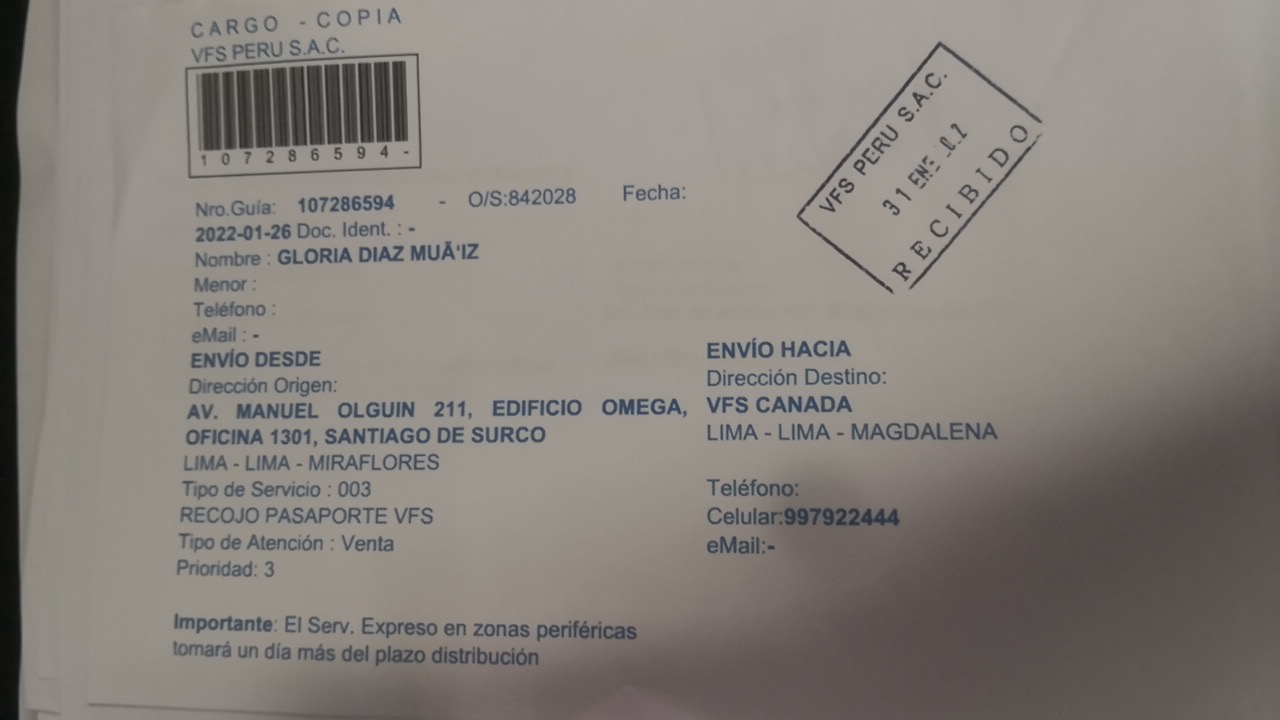 CARGO - COPIA
VFS PERU S.A.C.
107286594-
Nro.Guía: 107286594 - O/S:842028 Fecha:
2022-01-26 Doc. Ident. : -
Nombre : GLORIA DIAZ MUÃ‘IZ
Menor :
Teléfono :
eMail : -
ENVÍO DESDE
Dirección Origen:
AV. MANUEL OLGUIN 211, EDIFICIO OMEGA,
OFICINA 1301, SANTIAGO DE SURCO
LIMA - LIMA - MIRAFLORES
Tipo de Servicio : 003
RECOJO PASAPORTE VFS
Tipo de Atención : Venta
Prioridad: 3
ENVÍO HACIA
Dirección Destino:
VFS CANADA
LIMA - LIMA - MAGDALENA
Teléfono:
Celular:997922444
eMail:-
Importante: El Serv. Expreso en zonas periféricas
tomará un día más del plazo distribución
VFS PERU S.A.C.
31 ENE
RECIBIDO